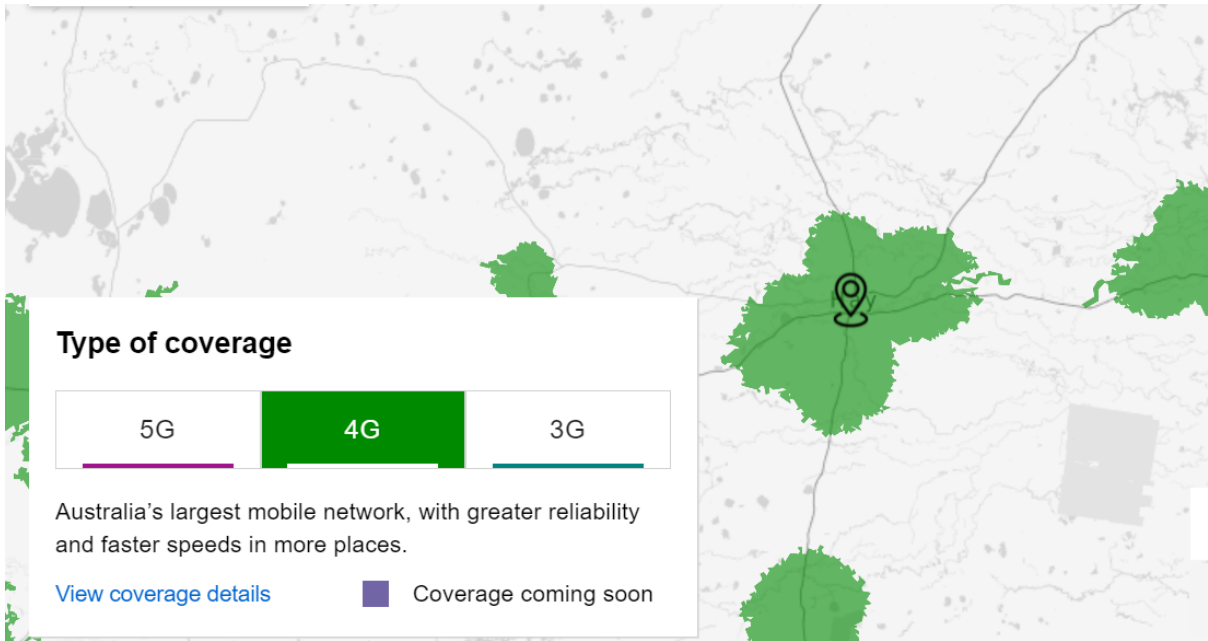 Hay
Type of coverage
5G
4G
3G
Australia’s largest mobile network, with greater reliability
and faster speeds in more places.
View coverage details
Coverage coming soon